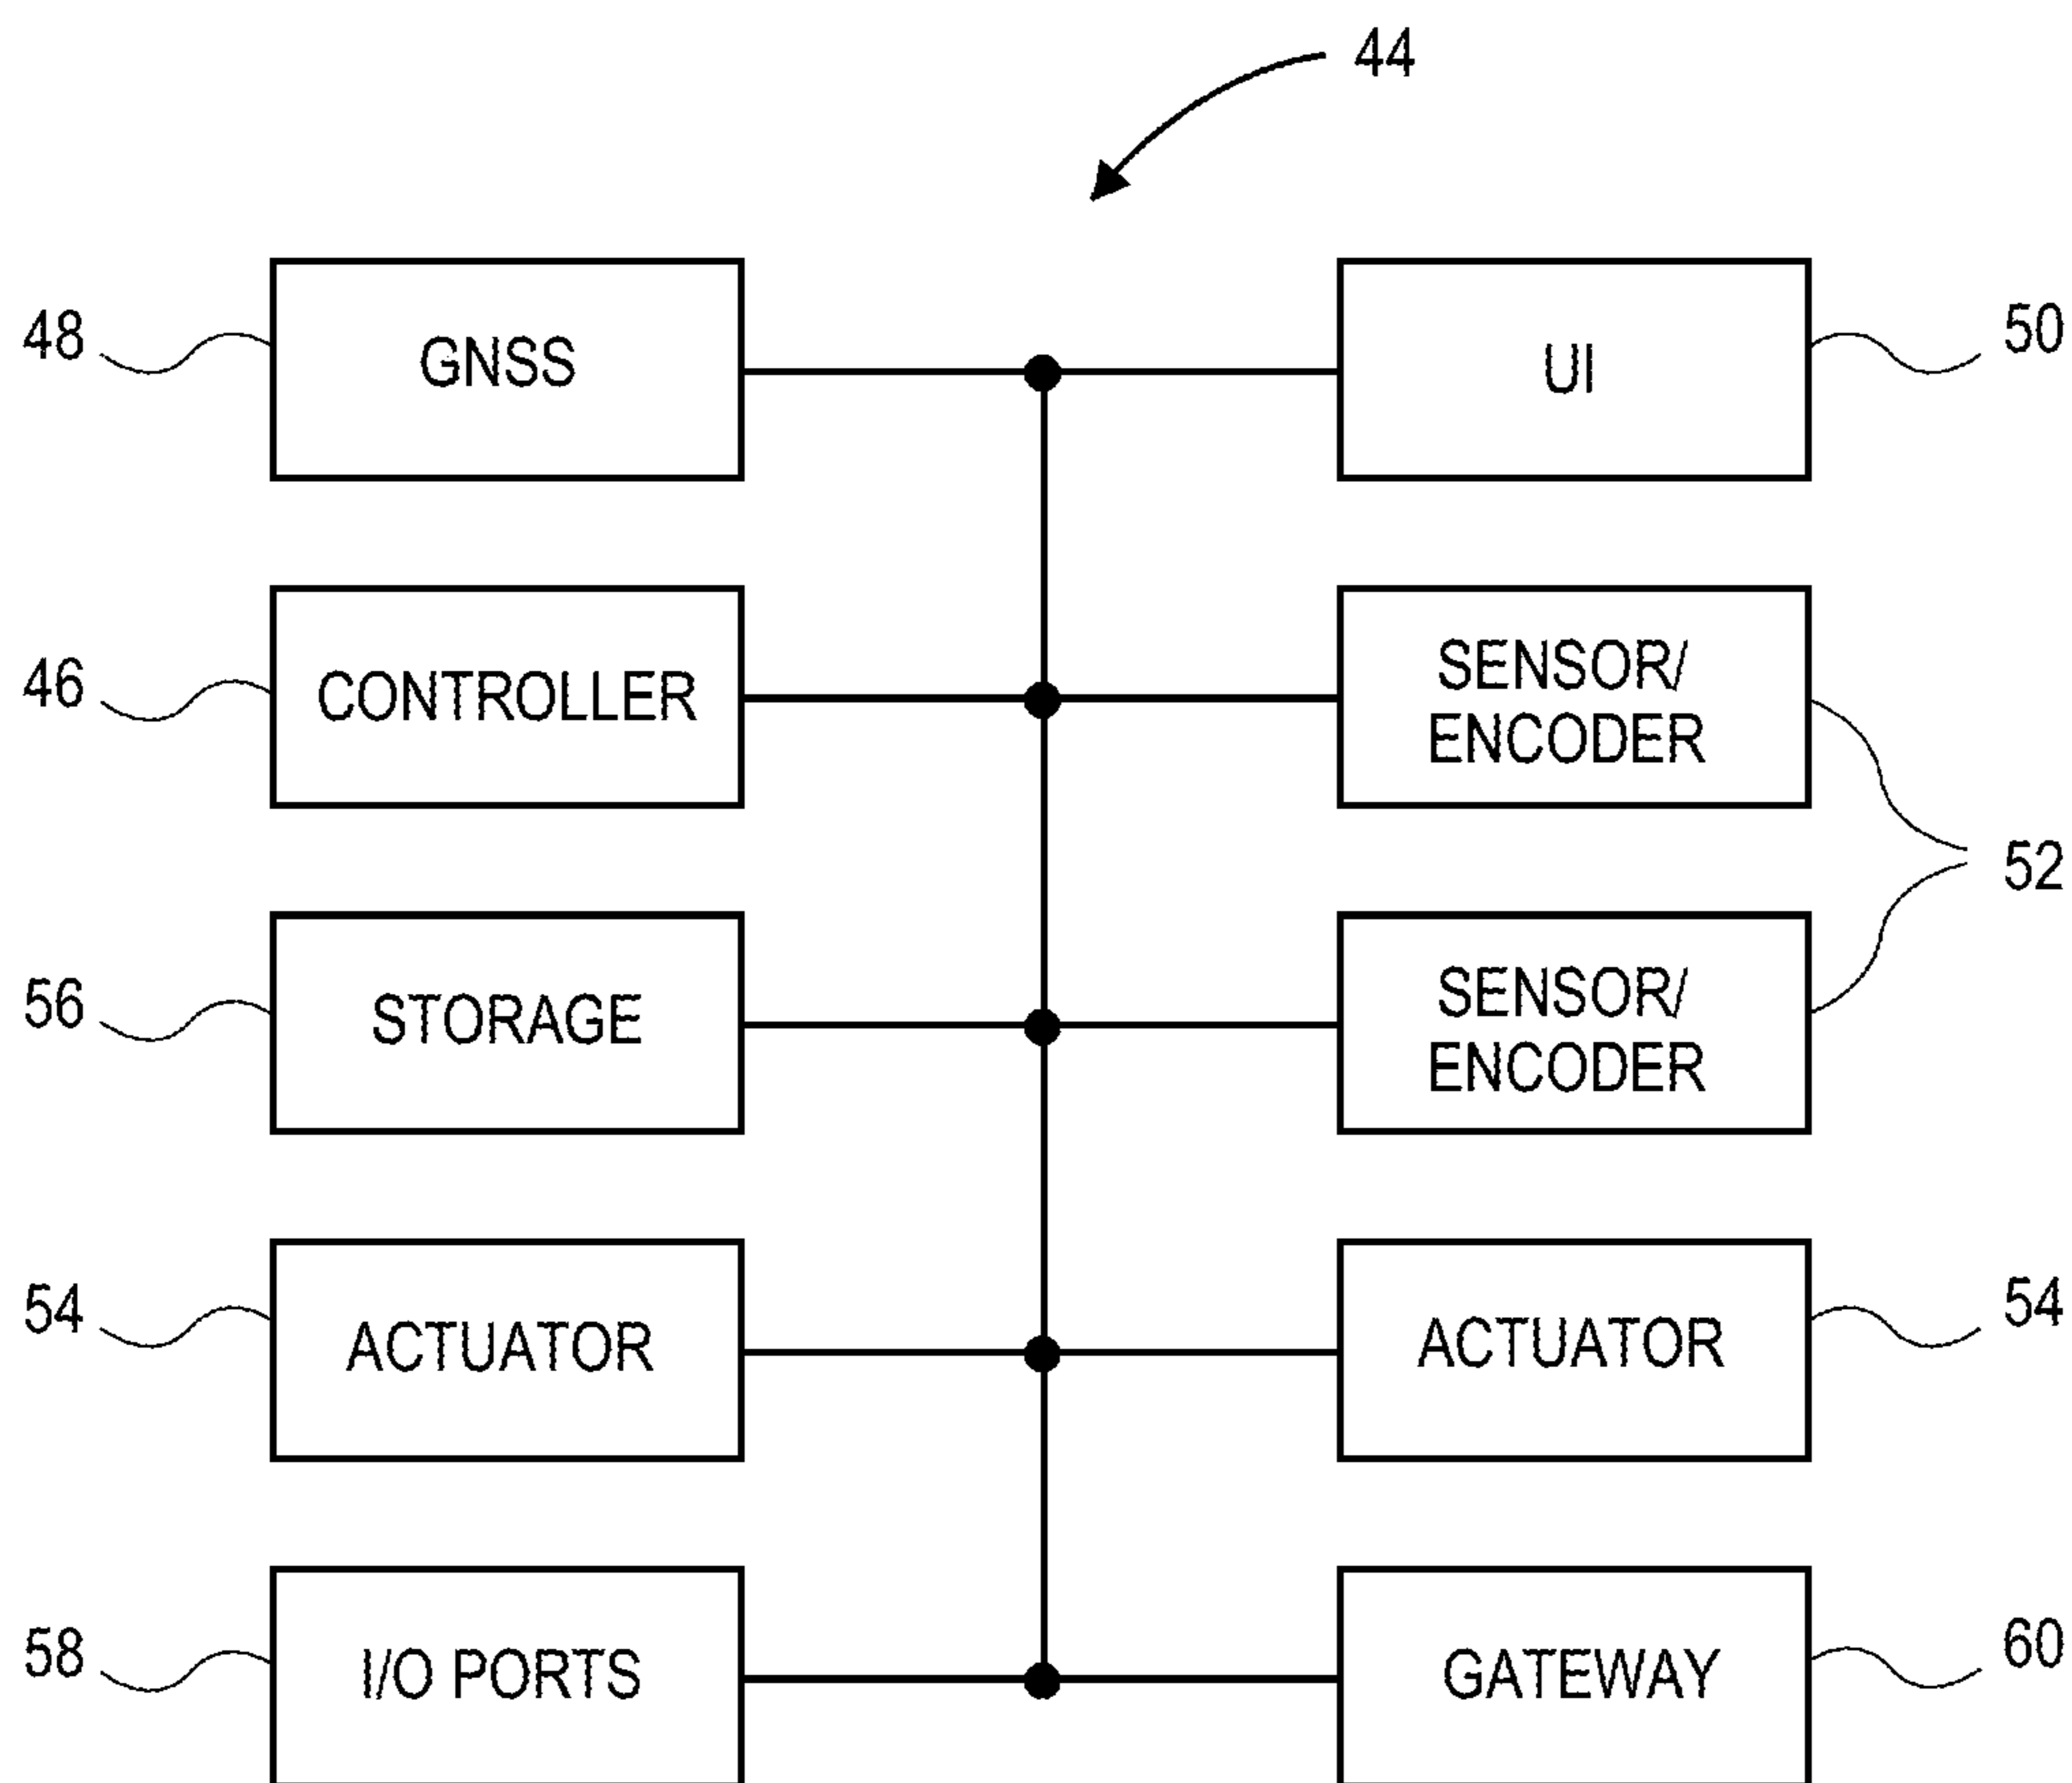 44
48
GNSS
UI
50
46
CONTROLLER
SENSOR/
ENCODER
52
56
STORAGE
SENSOR/
ENCODER
54
ACTUATOR
ACTUATOR
54
58
I/O PORTS
GATEWAY
60